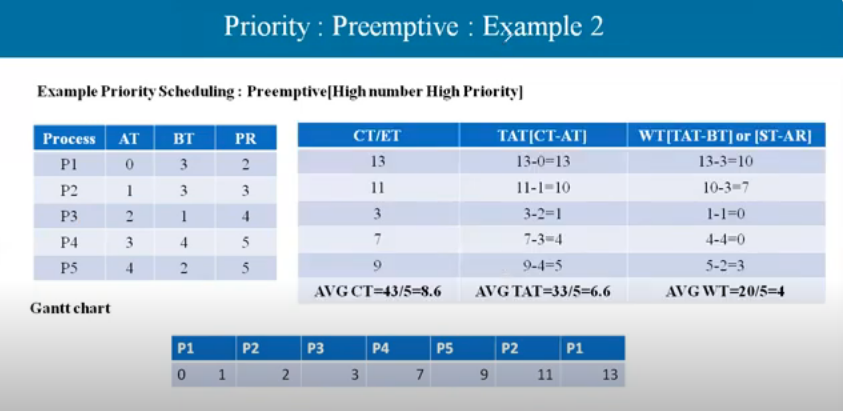 Priority : Preemptive : Example 2
Example Priority Scheduling : Preemptive[High number High Priority]
Process AT BT PR
P1 0 3 2
P2 1 3 3
P3 2 1 4
P4 3 4 5
P5 4 2 5
CT/ET TAT[CT-AT] WT[TAT-BT] or [ST-AR]
13 13-0=13 13-3=10
11 11-1=10 10-3=7
3 3-2=1 1-1=0
7 7-3=4 4-4=0
9 9-4=5 5-2=3
AVG CT=43/5=8.6 AVG TAT=33/5=6.6 AVG WT=20/5=4
Gantt chart
P1 P2 P3 P4 P5 P2 P1
0 1 2 3 7 9 11 13